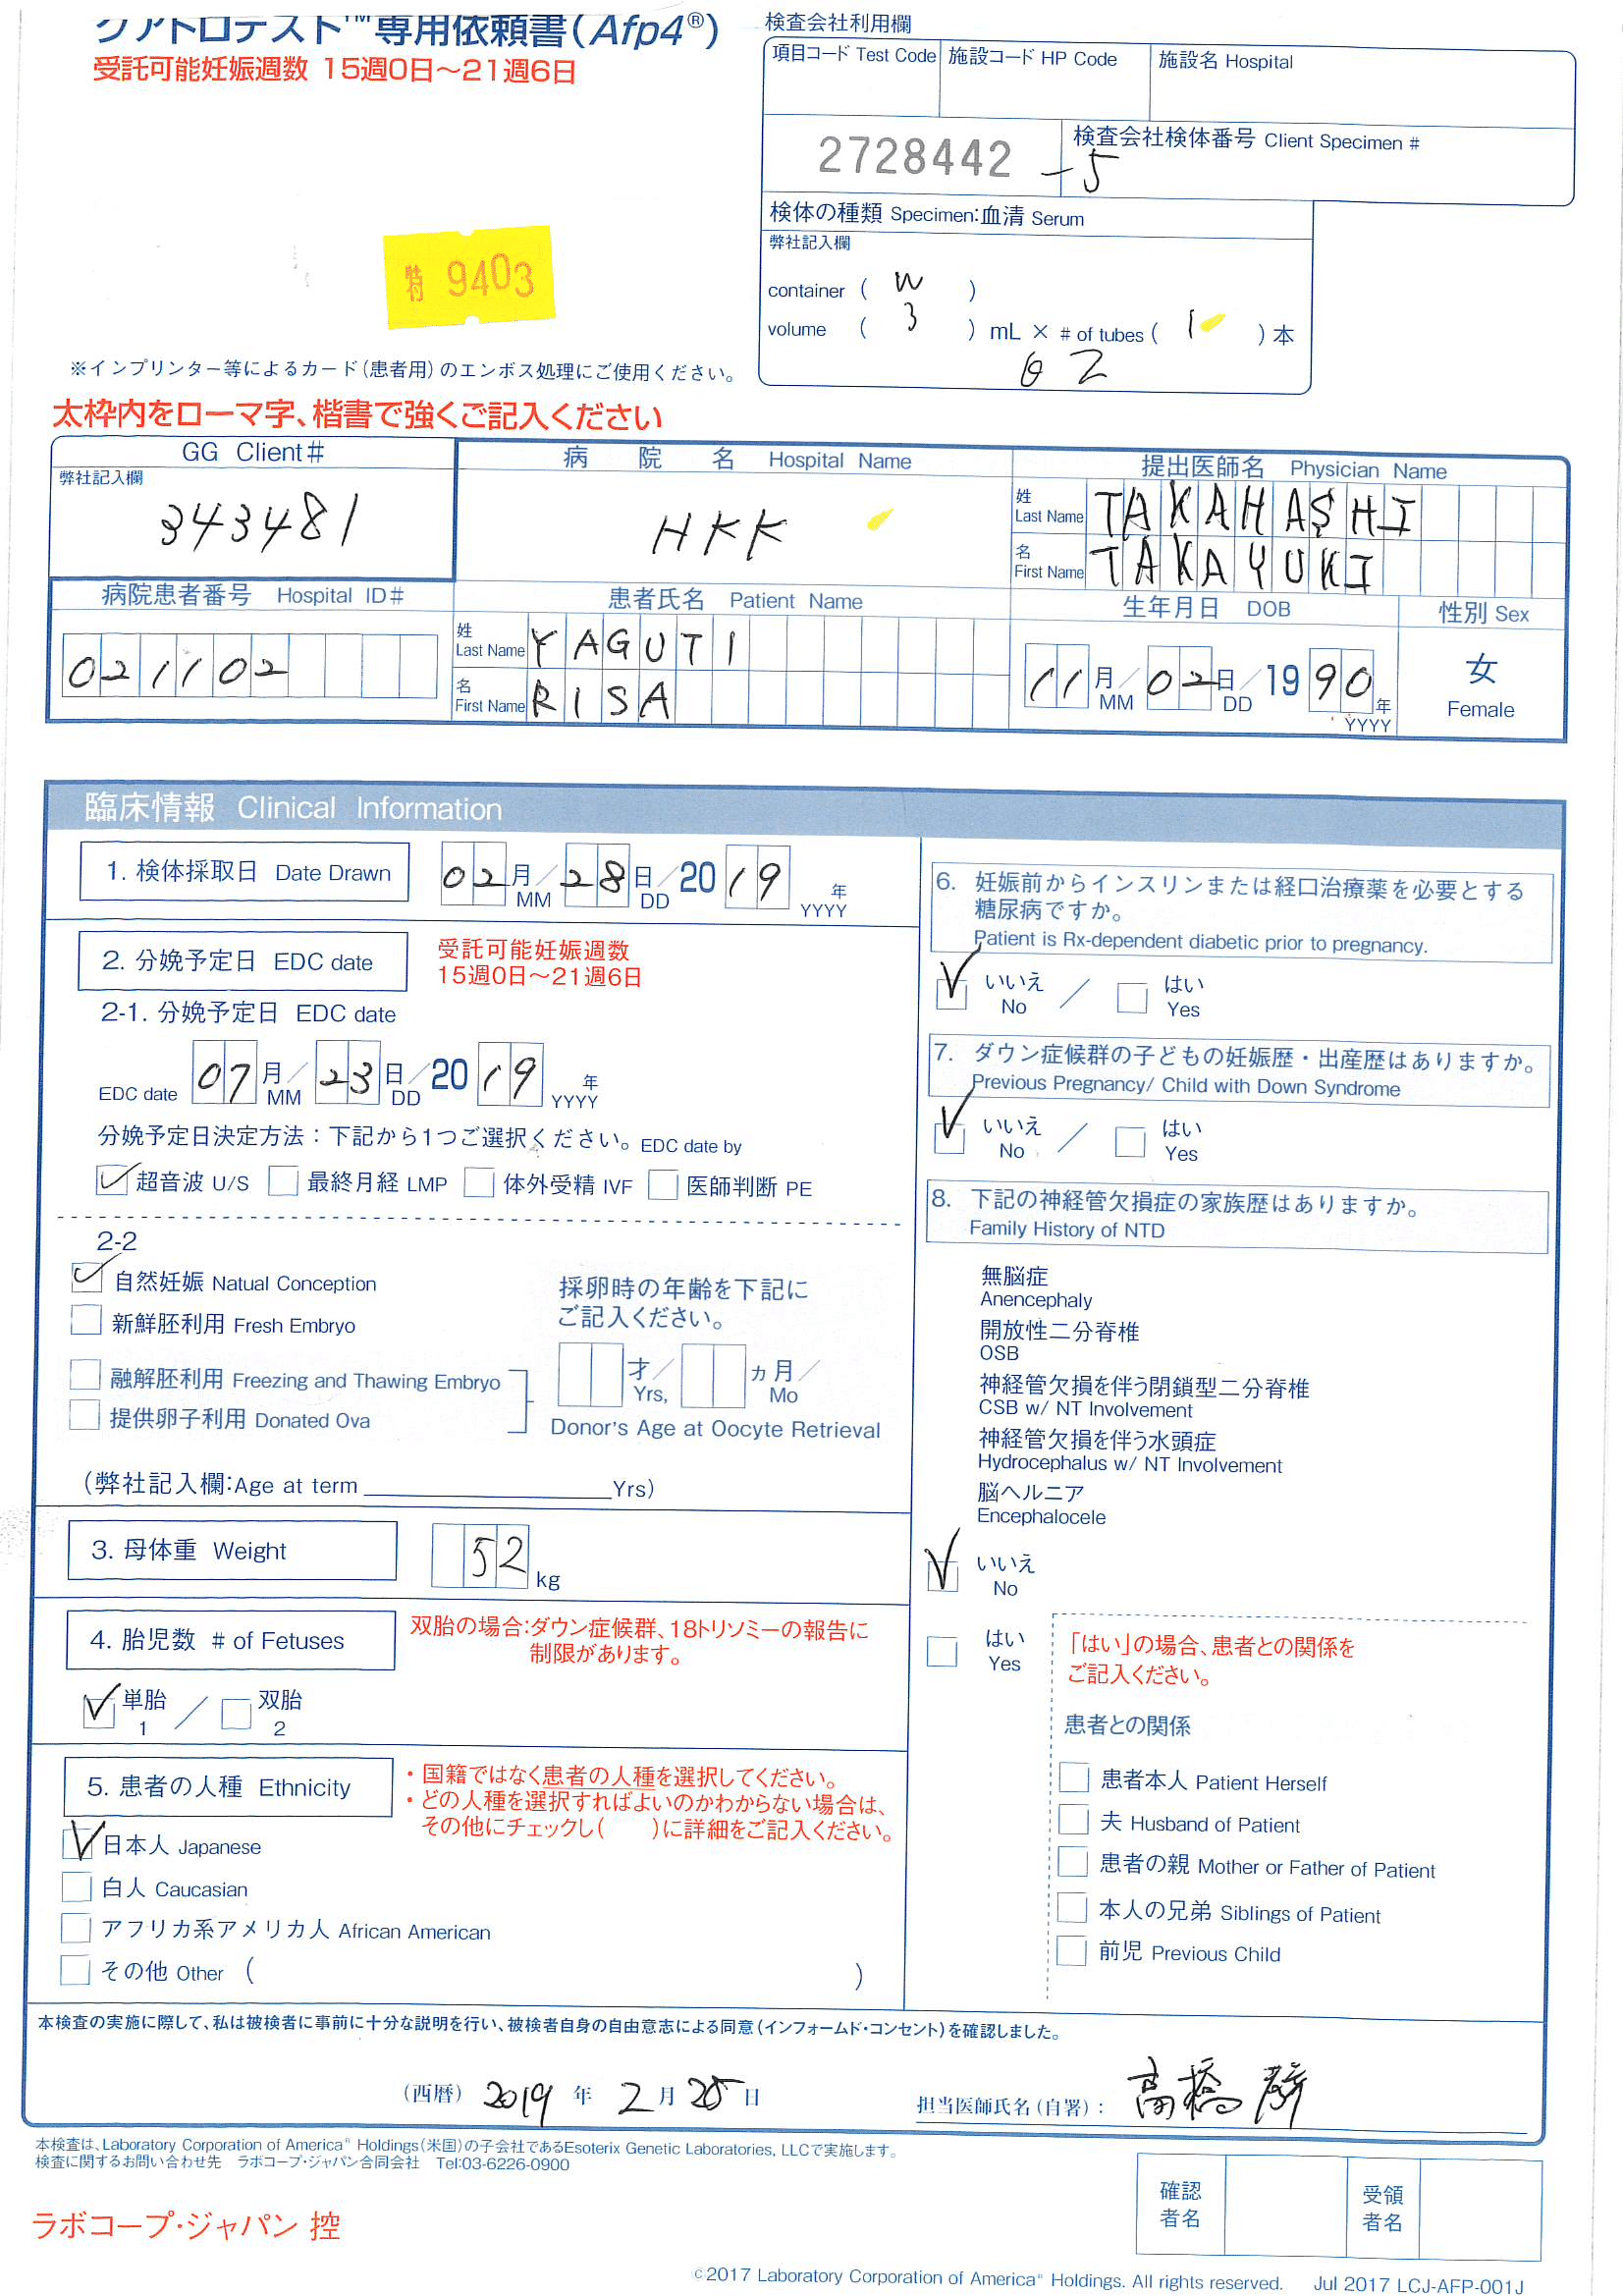 クアトロテスト™専用依頼書(Afp4®)
受託可能妊娠週数 15週0日～21週6日
検査会社利用欄
項目コード Test Code 施設コード HP Code 施設名 Hospital
2728442 -5
検査会社検体番号 Client Specimen #
検体の種類 Specimen:血清 Serum
弊社記入欄
container ( W )
volume ( 3 ) mL × # of tubes ( 1 ) 本
特付 9403
※インプリンター等によるカード(患者用)のエンボス処理にご使用ください。
太枠内をローマ字、楷書で強くご記入ください
GG Client#
弊社記入欄
343481
病院名 Hospital Name
HKK
提出医師名 Physician Name
姓 Last Name TAKAHASHI
名 First Name TAKAYUKI
病院患者番号 Hospital ID#
021102
患者氏名 Patient Name
姓 Last Name YAGUTI
名 First Name RISA
生年月日 DOB
11月/02日/1990年
MM DD YYYY
性別 Sex
女
Female
臨床情報 Clinical Information
1. 検体採取日 Date Drawn
02月/28日/2019年
MM DD YYYY
2. 分娩予定日 EDC date
受託可能妊娠週数
15週0日～21週6日
2-1. 分娩予定日 EDC date
EDC date 07月/23日/2019年
MM DD YYYY
分娩予定日決定方法：下記から1つご選択ください。EDC date by
超音波 U/S 最終月経 LMP 体外受精 IVF 医師判断 PE
2-2
自然妊娠 Natual Conception
新鮮胚利用 Fresh Embryo
融解胚利用 Freezing and Thawing Embryo
提供卵子利用 Donated Ova
採卵時の年齢を下記に
ご記入ください。
才/ ヵ月/
Yrs, Mo
Donor's Age at Oocyte Retrieval
(弊社記入欄:Age at term Yrs)
3. 母体重 Weight
52 kg
4. 胎児数 # of Fetuses
双胎の場合:ダウン症候群、18トリソミーの報告に
制限があります。
単胎 / 双胎
1 2
5. 患者の人種 Ethnicity
・国籍ではなく患者の人種を選択してください。
・どの人種を選択すればよいのかわからない場合は、
その他にチェックし( )に詳細をご記入ください。
日本人 Japanese
白人 Caucasian
アフリカ系アメリカ人 African American
その他 Other ( )
6. 妊娠前からインスリンまたは経口治療薬を必要とする
糖尿病ですか。
Patient is Rx-dependent diabetic prior to pregnancy.
いいえ / はい
No Yes
7. ダウン症候群の子どもの妊娠歴・出産歴はありますか。
Previous Pregnancy/ Child with Down Syndrome
いいえ / はい
No Yes
8. 下記の神経管欠損症の家族歴はありますか。
Family History of NTD
無脳症
Anencephaly
開放性二分脊椎
OSB
神経管欠損を伴う閉鎖型二分脊椎
CSB w/ NT Involvement
神経管欠損を伴う水頭症
Hydrocephalus w/ NT Involvement
脳ヘルニア
Encephalocele
いいえ
No
はい
Yes
「はい」の場合、患者との関係を
ご記入ください。
患者との関係
患者本人 Patient Herself
夫 Husband of Patient
患者の親 Mother or Father of Patient
本人の兄弟 Siblings of Patient
前児 Previous Child
本検査の実施に際して、私は被検者に事前に十分な説明を行い、被検者自身の自由意志による同意(インフォームド・コンセント)を確認しました。
(西暦) 2019 年 2 月 28 日
担当医師氏名(自署)： 高橋
本検査は、Laboratory Corporation of America® Holdings(米国)の子会社であるEsoterix Genetic Laboratories, LLCで実施します。
検査に関するお問い合わせ先 ラボコープ・ジャパン合同会社 Tel:03-6226-0900
ラボコープ・ジャパン 控
確認者名
受領者名
©2017 Laboratory Corporation of America® Holdings. All rights reserved. Jul 2017 LCJ-AFP-001J